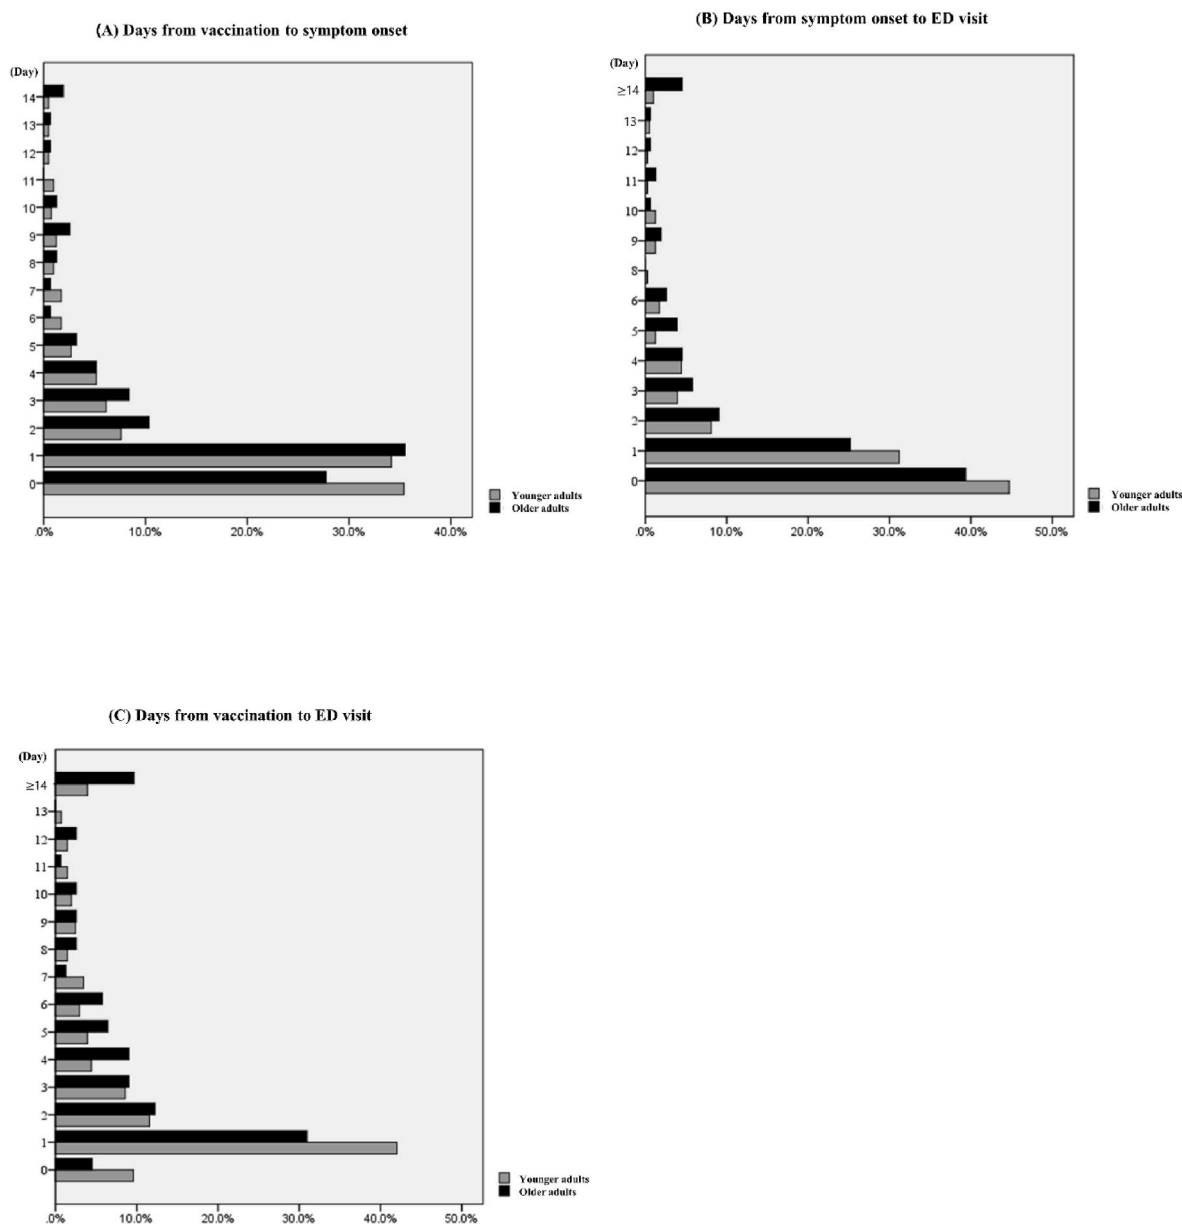 (A) Days from vaccination to symptom onset
(Day)
14
13
12
11
10
9
8
7
6
5
4
3
2
1
0
.0% 10.0% 20.0% 30.0% 40.0%
Younger adults
Older adults
(B) Days from symptom onset to ED visit
(Day)
≥14
13
12
11
10
9
8
6
5
4
3
2
1
0
.0% 10.0% 20.0% 30.0% 40.0% 50.0%
Younger adults
Older adults
(C) Days from vaccination to ED visit
(Day)
≥14
13
12
11
10
9
8
7
6
5
4
3
2
1
0
.0% 10.0% 20.0% 30.0% 40.0% 50.0%
Younger adults
Older adults